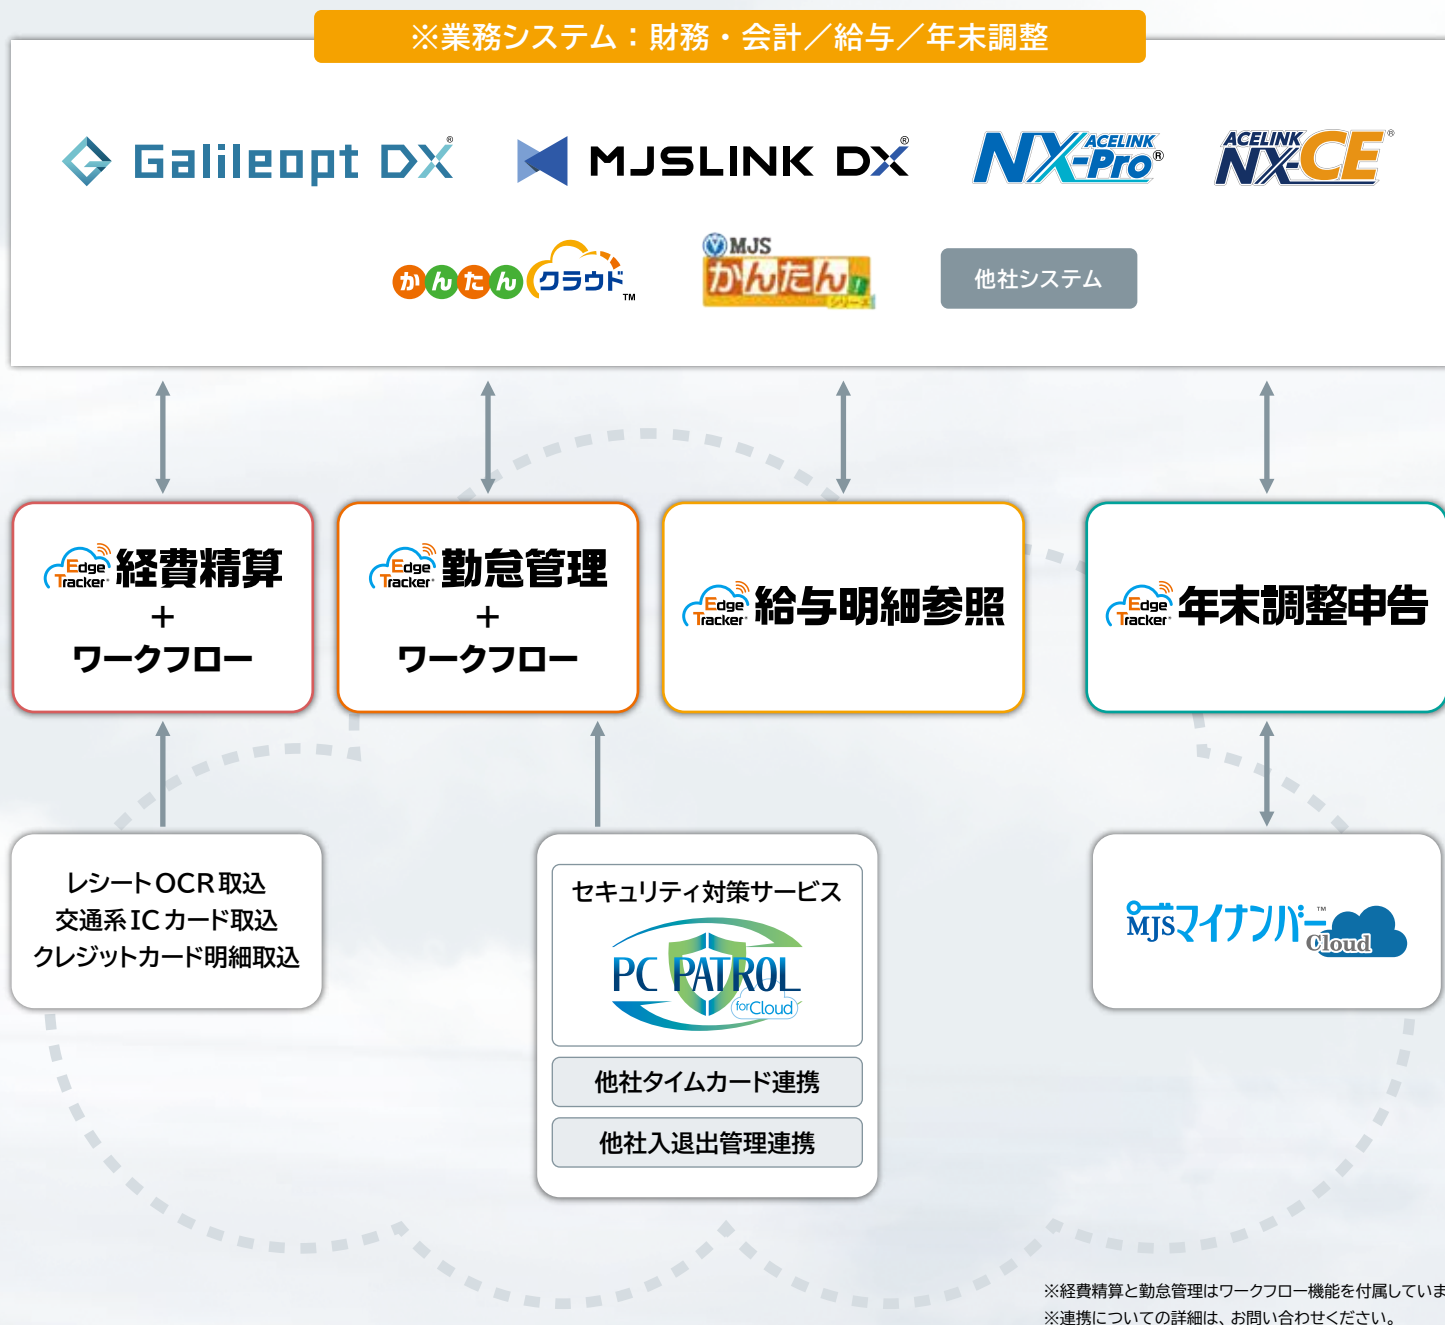 ※業務システム：財務・会計／給与／年末調整
Galileopt DX®
MJSLINK DX®
ACELINK NX-Pro®
ACELINK NX-CE®
かんたんクラウド™
MJS かんたん！シリーズ
他社システム
Edge Tracker 経費精算
＋
ワークフロー
Edge Tracker 勤怠管理
＋
ワークフロー
Edge Tracker 給与明細参照
Edge Tracker 年末調整申告
レシートOCR取込
交通系ICカード取込
クレジットカード明細取込
セキュリティ対策サービス
PC PATROL
for Cloud
他社タイムカード連携
他社入退出管理連携
MJSマイナンバー™
Cloud
※経費精算と勤怠管理はワークフロー機能を付属していま
※連携についての詳細は、お問い合わせください。